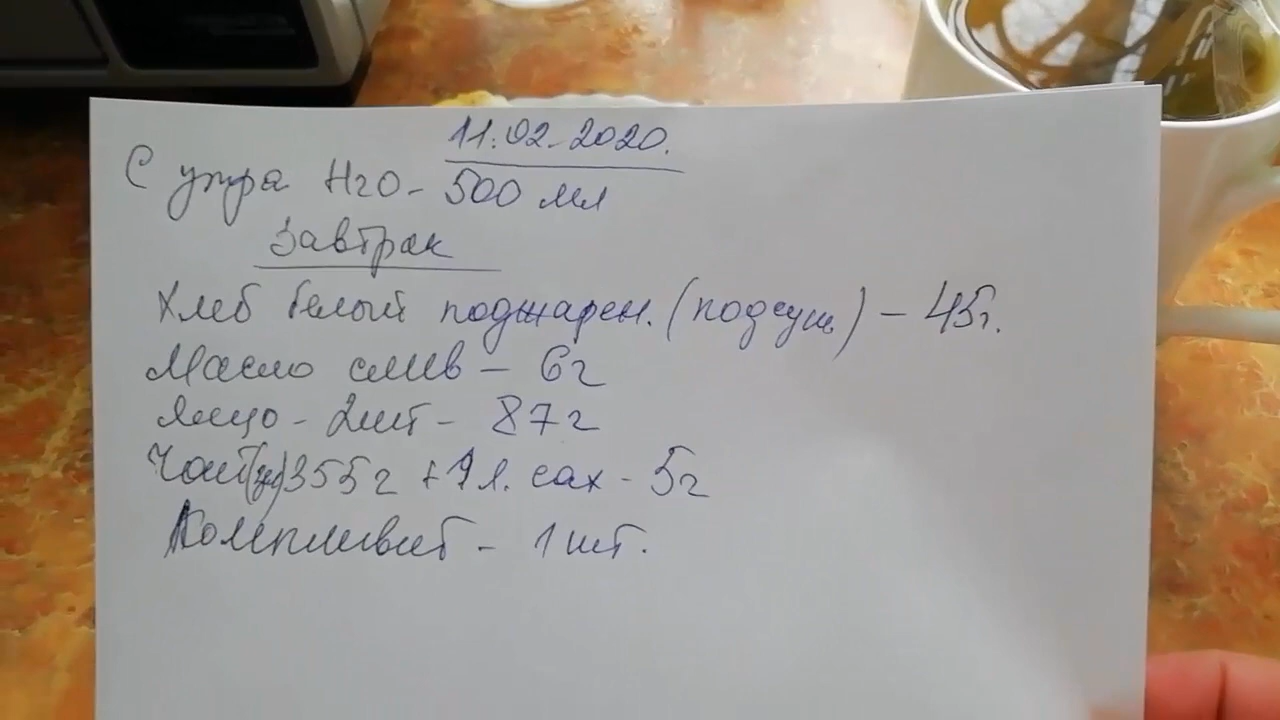 11.02.2020.
С утра H2O - 500 мл
Завтрак
Хлеб белый поджарен. (подсуш.) - 45г.
Масло слив - 6г
Яйцо - 2шт - 87г
Чай 355г + 1л. сах - 5г
Компливит - 1шт.